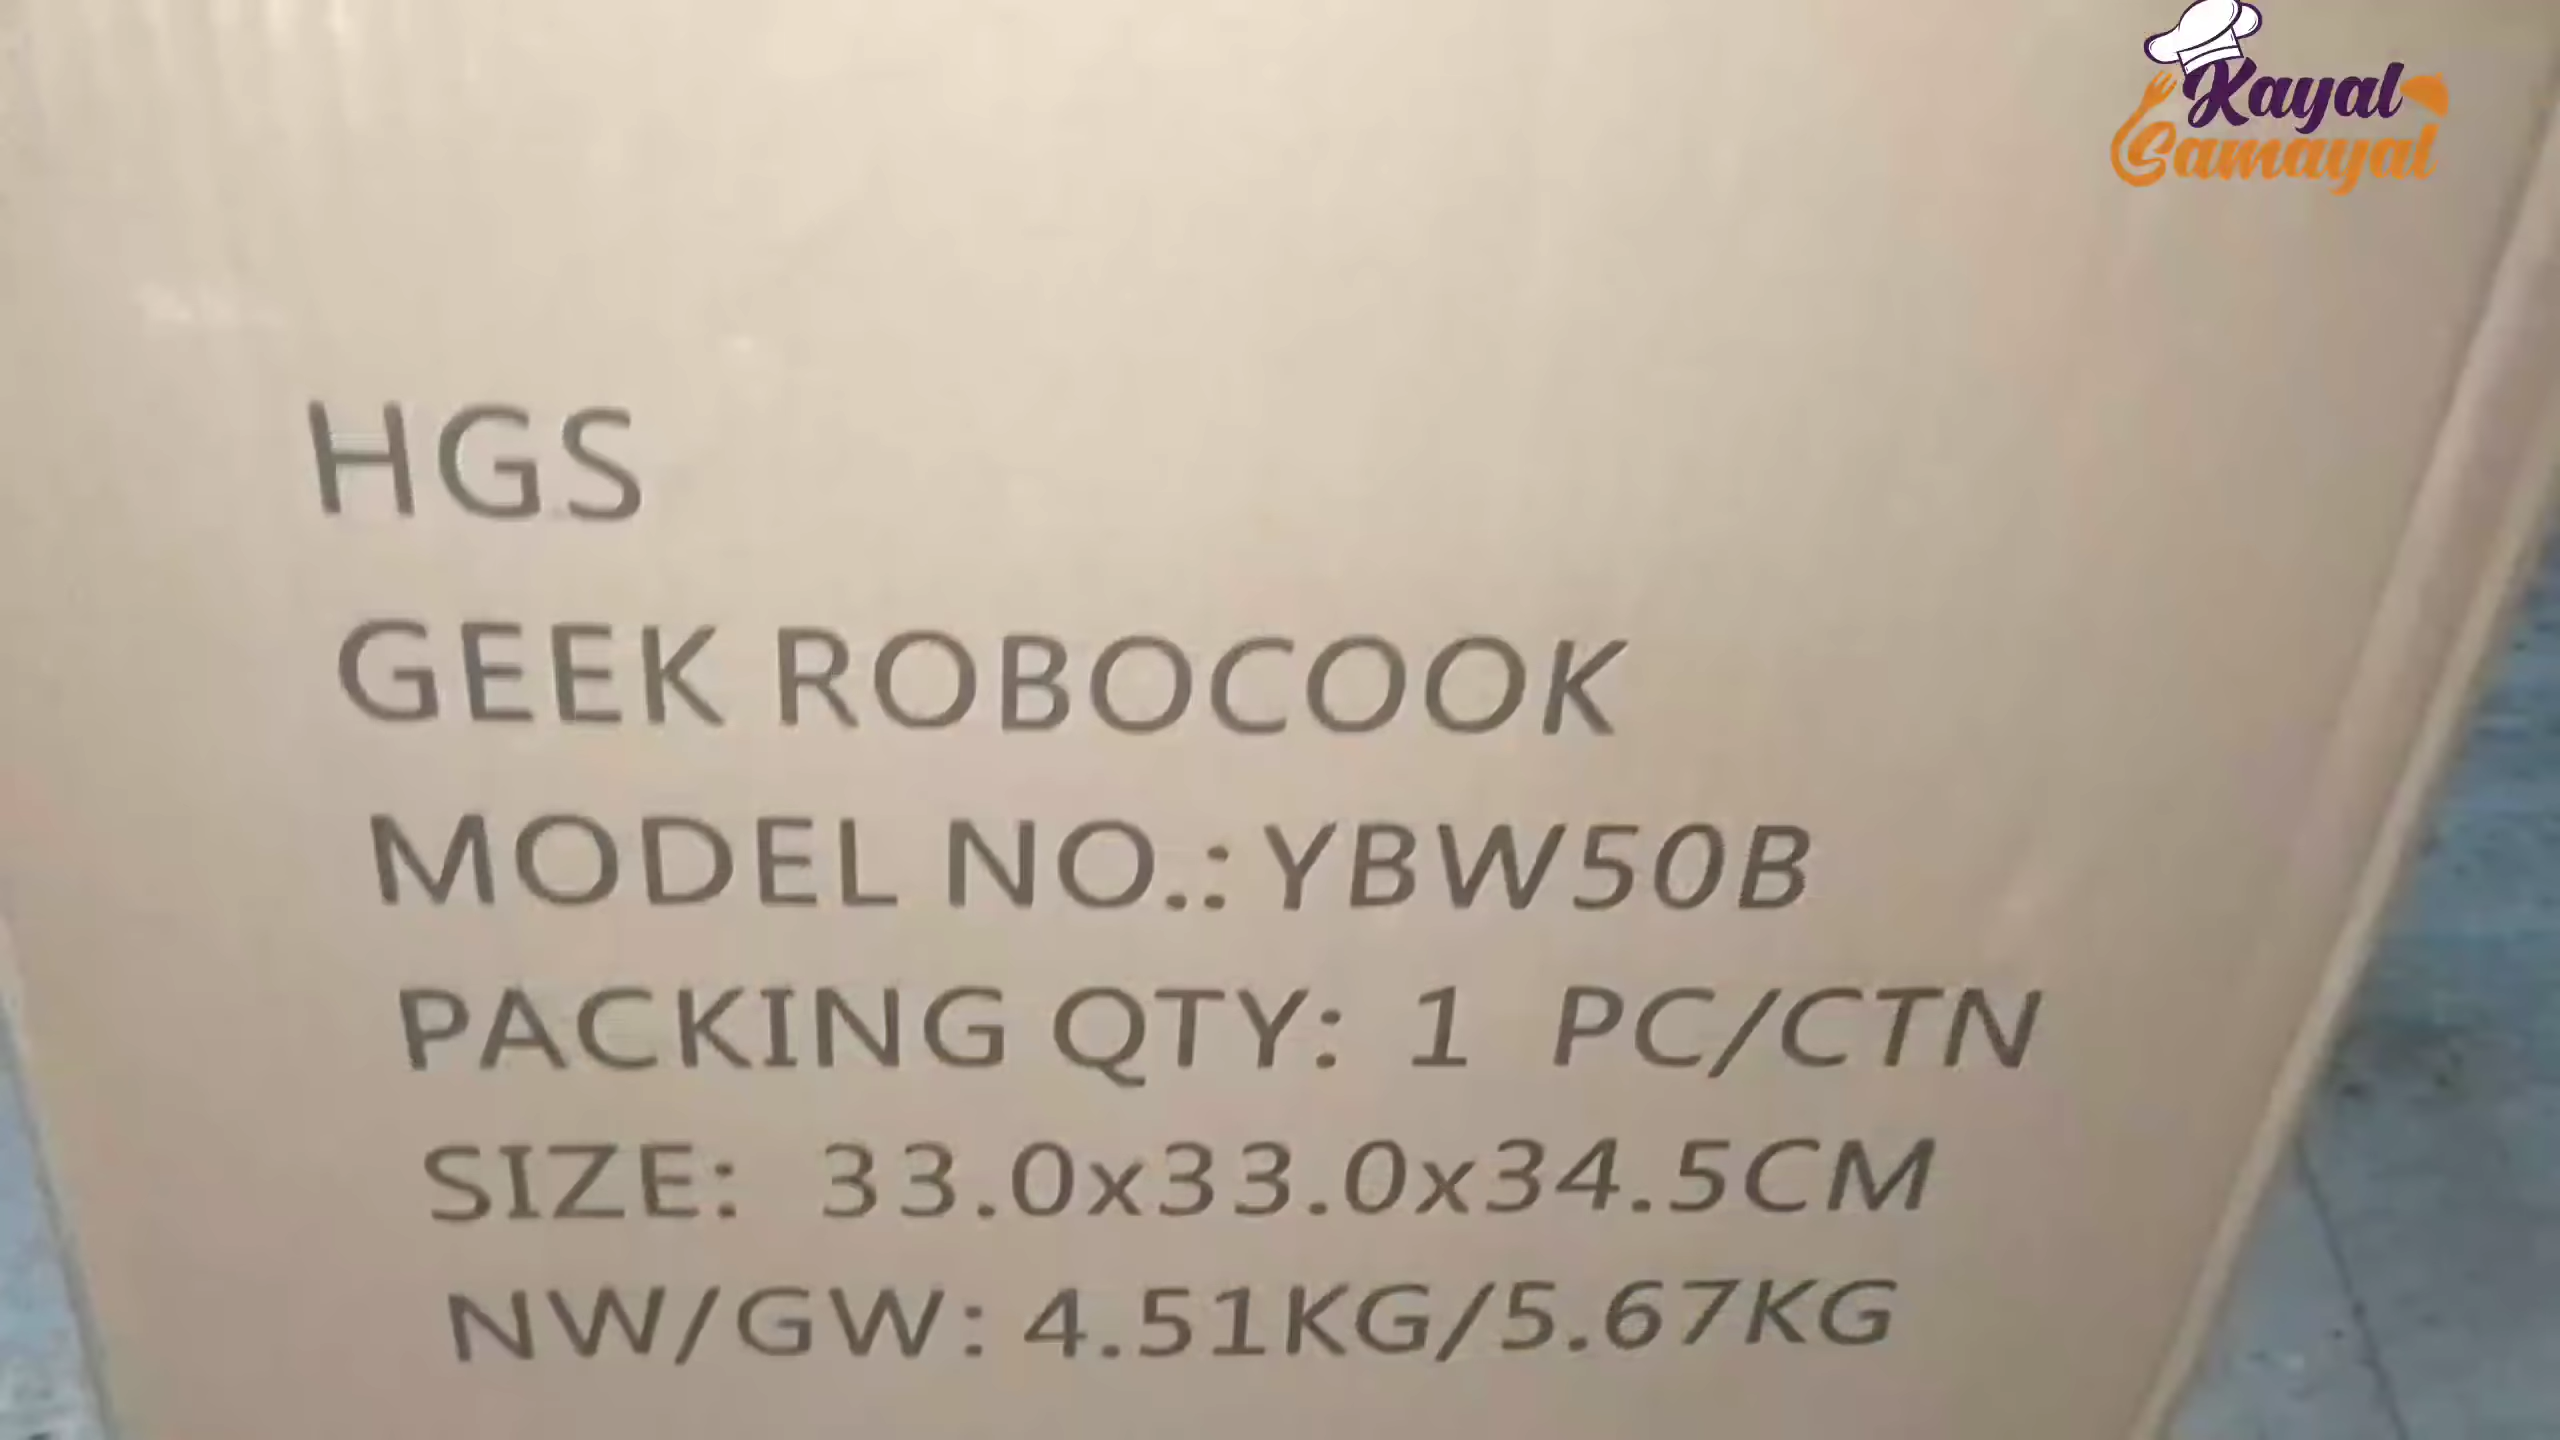 Kayal
Samayal
HGS
GEEK ROBOCOOK
MODEL NO.: YBW50B
PACKING QTY: 1 PC/CTN
SIZE: 33.0x33.0x34.5CM
NW/GW: 4.51KG/5.67KG